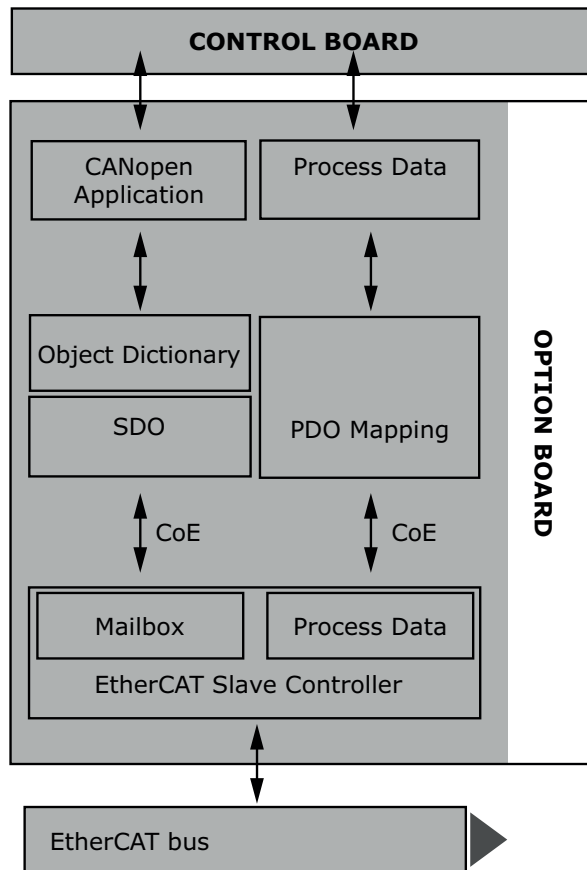 CONTROL BOARD
CANopen
Application
Process Data
Object Dictionary
SDO
PDO Mapping
OPTION BOARD
CoE
CoE
Mailbox
Process Data
EtherCAT Slave Controller
EtherCAT bus